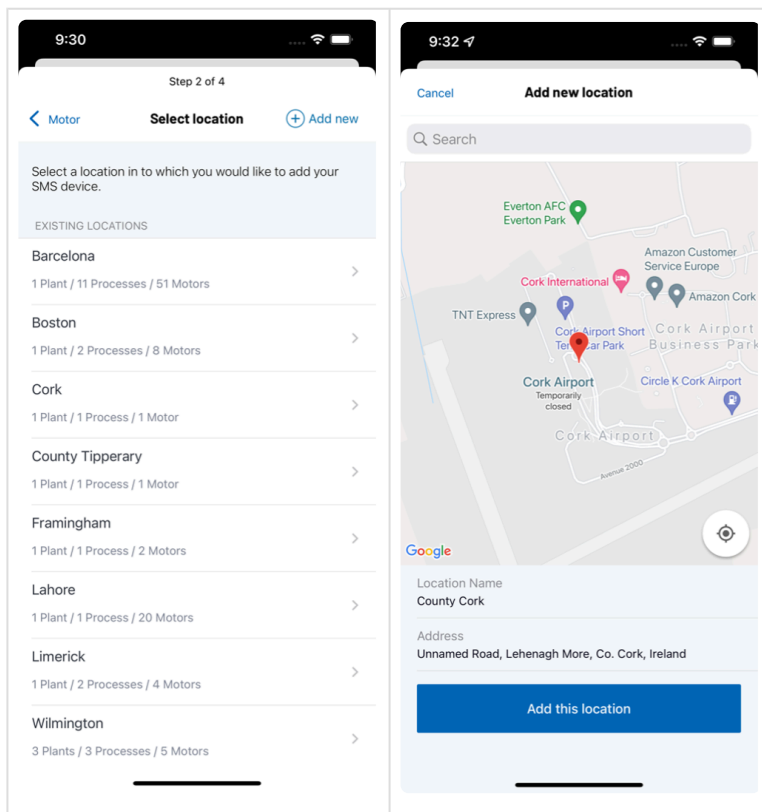 9:30
Step 2 of 4
Motor
Select location
Add new
Select a location in to which you would like to add your
SMS device.
EXISTING LOCATIONS
Barcelona
1 Plant / 11 Processes / 51 Motors
Boston
1 Plant / 2 Processes / 8 Motors
Cork
1 Plant / 1 Process / 1 Motor
County Tipperary
1 Plant / 1 Process / 1 Motor
Framingham
1 Plant / 1 Process / 2 Motors
Lahore
1 Plant / 1 Process / 20 Motors
Limerick
1 Plant / 2 Processes / 4 Motors
Wilmington
3 Plants / 3 Processes / 5 Motors
9:32
Cancel
Add new location
Search
Everton AFC
Everton Park
Amazon Customer
Service Europe
Cork International
Amazon Cork
TNT Express
P
Cork Airport Short
Term Car Park
Cork Airport
Business Park
Cork Airport
Temporarily
closed
Circle K Cork Airport
Cork Airport
Avenue 2000
Google
Location Name
County Cork
Address
Unnamed Road, Lehenagh More, Co. Cork, Ireland
Add this location